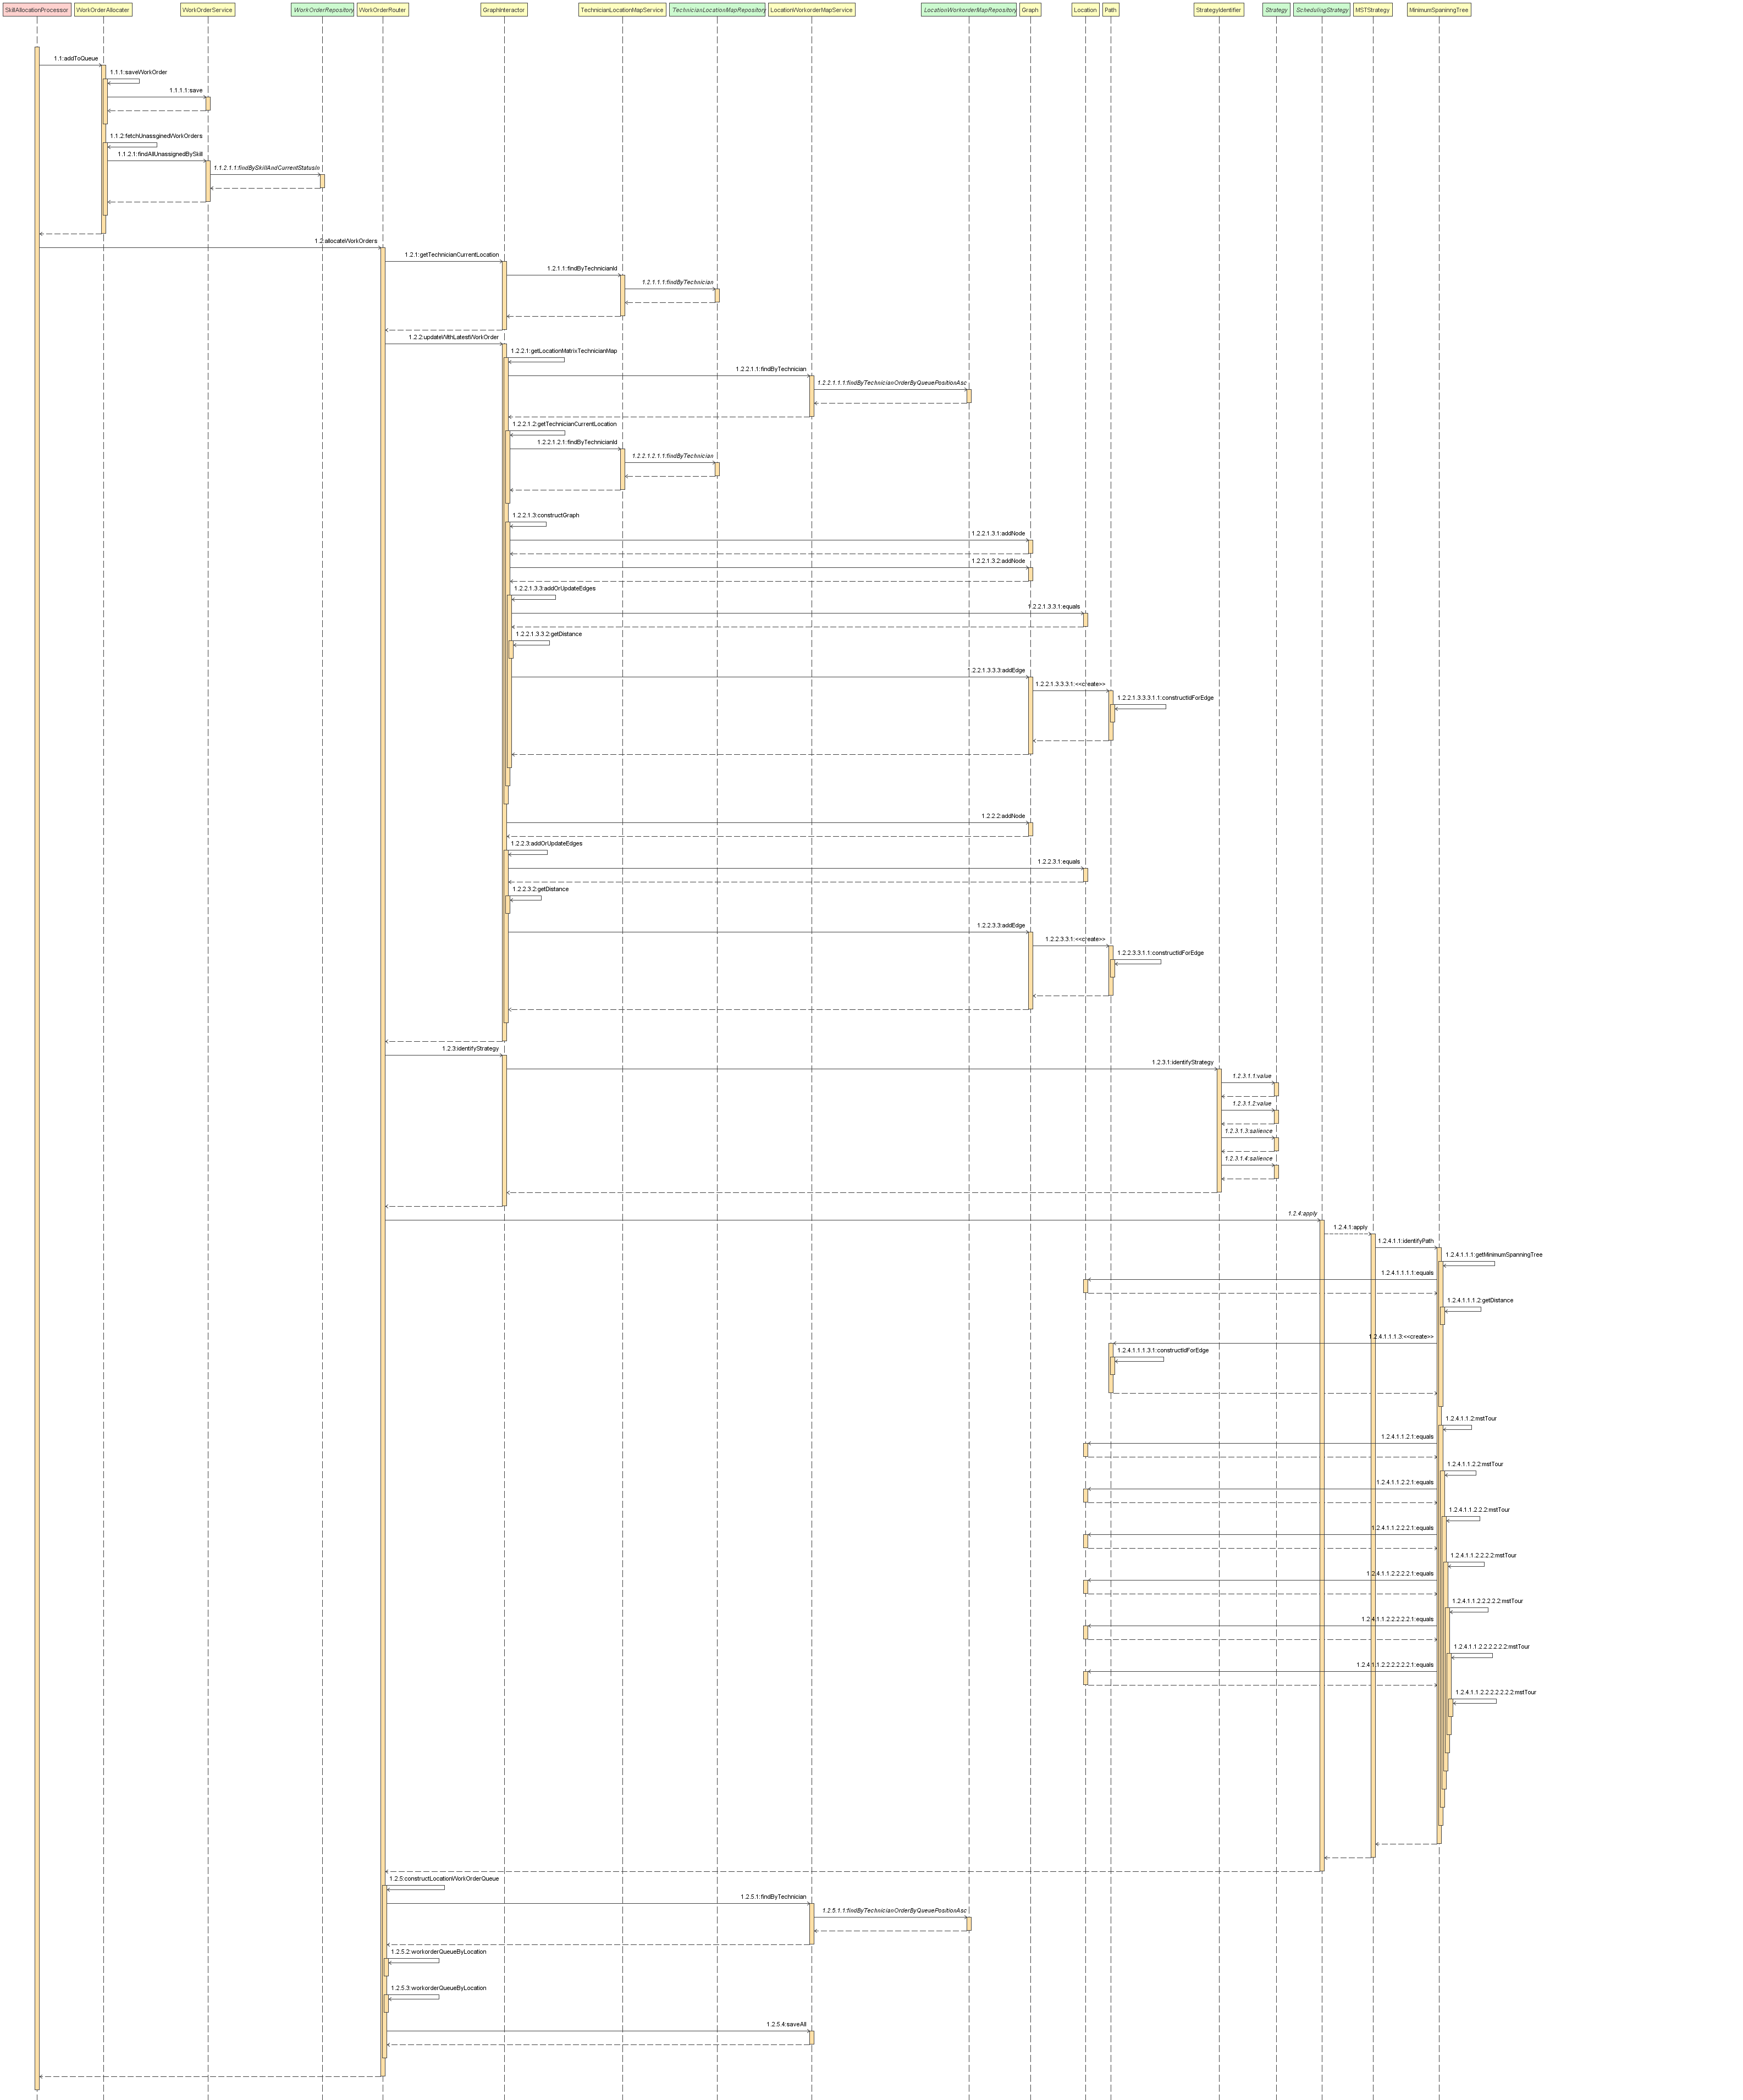 SkillAllocationProcessor
WorkOrderAllocater
WorkOrderService
WorkOrderRepository
WorkOrderRouter
GraphInteractor
TechnicianLocationMapService
TechnicianLocationMapRepository
LocationWorkorderMapService
LocationWorkorderMapRepository
Graph
Location
Path
StrategyIdentifier
Strategy
SchedulingStrategy
MSTStrategy
MinimumSpaninngTree
1.1:addToQueue
1.1.1:saveWorkOrder
1.1.1.1:save
1.1.2:fetchUnassginedWorkOrders
1.1.2.1:findAllUnassignedBySkill
1.1.2.1.1:findBySkillAndCurrentStatusIn
1.2:allocateWorkOrders
1.2.1:getTechnicianCurrentLocation
1.2.1.1:findByTechnicianId
1.2.1.1.1:findByTechnician
1.2.2:updateWithLatestWorkOrder
1.2.2.1:getLocationMatrixTechnicianMap
1.2.2.1.1:findByTechnician
1.2.2.1.1.1:findByTechnicianOrderByQueuePositionAsc
1.2.2.1.2:getTechnicianCurrentLocation
1.2.2.1.2.1:findByTechnicianId
1.2.2.1.2.1.1:findByTechnician
1.2.2.1.3:constructGraph
1.2.2.1.3.1:addNode
1.2.2.1.3.2:addNode
1.2.2.1.3.3:addOrUpdateEdges
1.2.2.1.3.3.1:equals
1.2.2.1.3.3.2:getDistance
1.2.2.1.3.3.3:addEdge
1.2.2.1.3.3.3.1:<<create>>
1.2.2.1.3.3.3.1.1:constructIdForEdge
1.2.2.2:addNode
1.2.2.3:addOrUpdateEdges
1.2.2.3.1:equals
1.2.2.3.2:getDistance
1.2.2.3.3:addEdge
1.2.2.3.3.1:<<create>>
1.2.2.3.3.1.1:constructIdForEdge
1.2.3:identifyStrategy
1.2.3.1:identifyStrategy
1.2.3.1.1:value
1.2.3.1.2:value
1.2.3.1.3:salience
1.2.3.1.4:salience
1.2.4:apply
1.2.4.1:apply
1.2.4.1.1:identifyPath
1.2.4.1.1.1:getMinimumSpanningTree
1.2.4.1.1.1.1:equals
1.2.4.1.1.1.2:getDistance
1.2.4.1.1.1.3:<<create>>
1.2.4.1.1.1.3.1:constructIdForEdge
1.2.4.1.1.2:mstTour
1.2.4.1.1.2.1:equals
1.2.4.1.1.2.2:mstTour
1.2.4.1.1.2.2.1:equals
1.2.4.1.1.2.2.2:mstTour
1.2.4.1.1.2.2.2.1:equals
1.2.4.1.1.2.2.2.2:mstTour
1.2.4.1.1.2.2.2.2.1:equals
1.2.4.1.1.2.2.2.2.2:mstTour
1.2.4.1.1.2.2.2.2.2.1:equals
1.2.4.1.1.2.2.2.2.2.2:mstTour
1.2.4.1.1.2.2.2.2.2.2.1:equals
1.2.4.1.1.2.2.2.2.2.2.2:mstTour
1.2.5:constructLocationWorkOrderQueue
1.2.5.1:findByTechnician
1.2.5.1.1:findByTechnicianOrderByQueuePositionAsc
1.2.5.2:workorderQueueByLocation
1.2.5.3:workorderQueueByLocation
1.2.5.4:saveAll